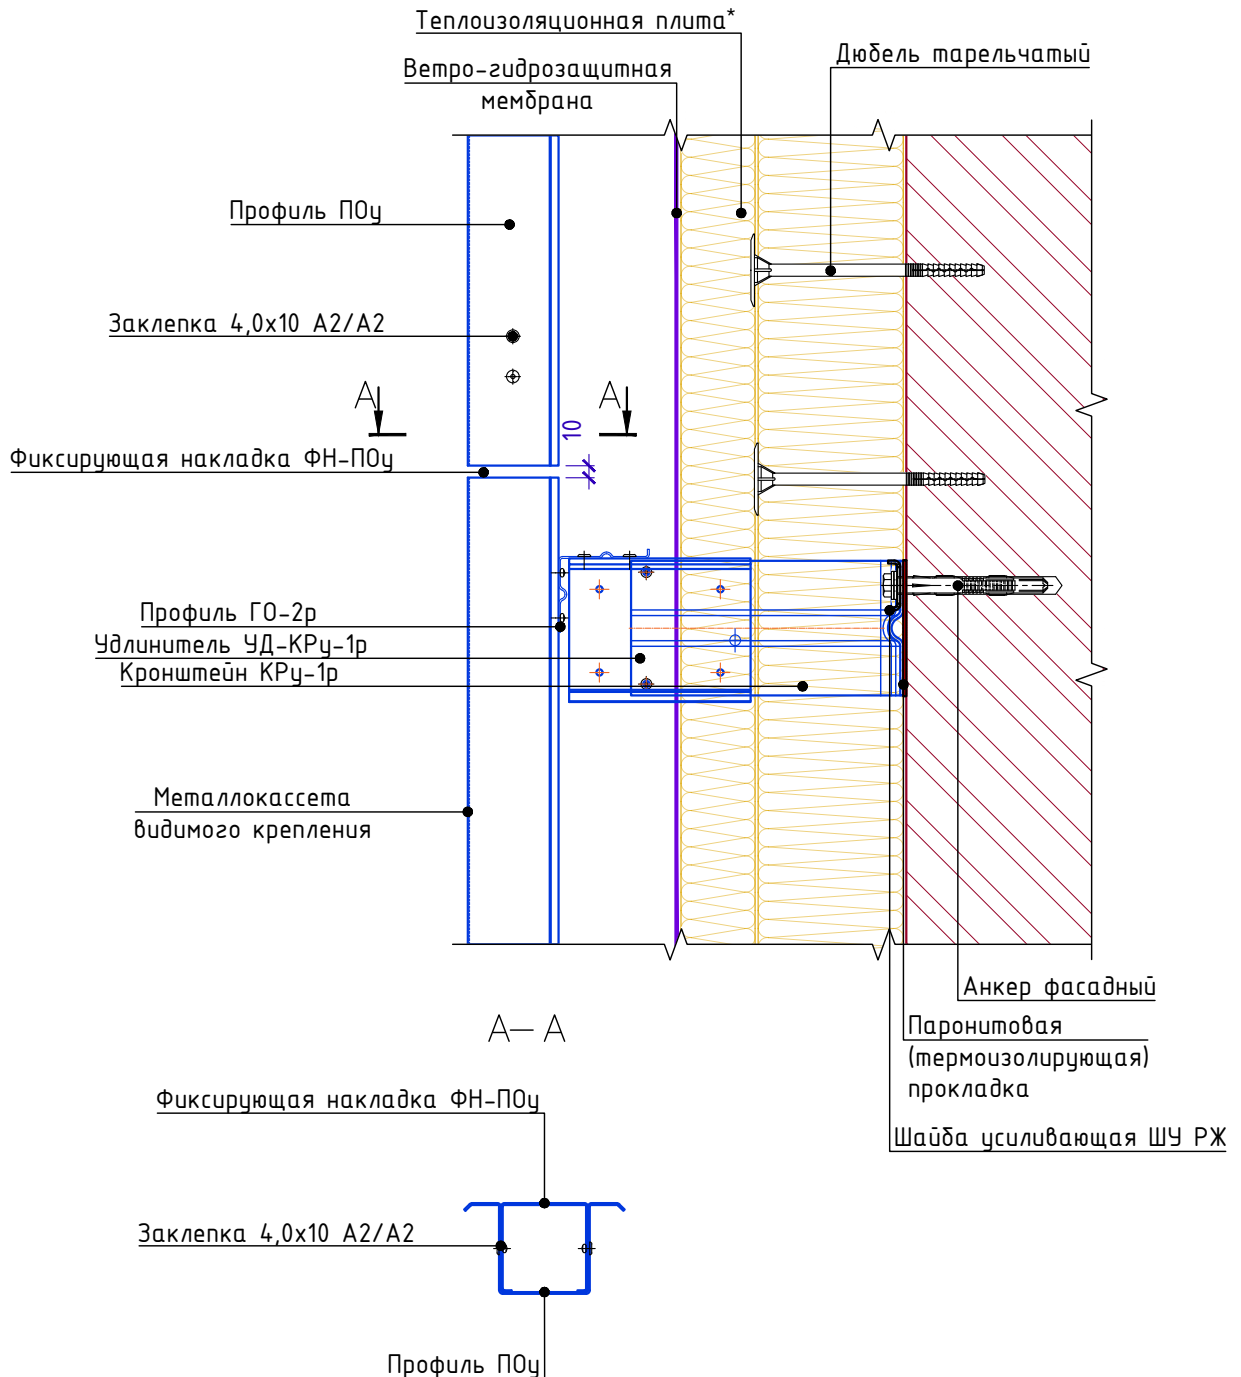 Теплоизоляционная плита*
Дюбель тарельчатый
Ветро-гидрозащитная
мембрана
Профиль ПОу
Заклепка 4,0х10 А2/А2
А
А
10
Фиксирующая накладка ФН-ПОу
Профиль ГО-2р
Удлинитель УД-КРу-1р
Кронштейн КРу-1р
Металлокассета
видимого крепления
Анкер фасадный
Паронитовая
(термоизолирующая)
прокладка
Шайба усиливающая ШУ РЖ
А— А
Фиксирующая накладка ФН-ПОу
Заклепка 4,0х10 А2/А2
Профиль ПОу